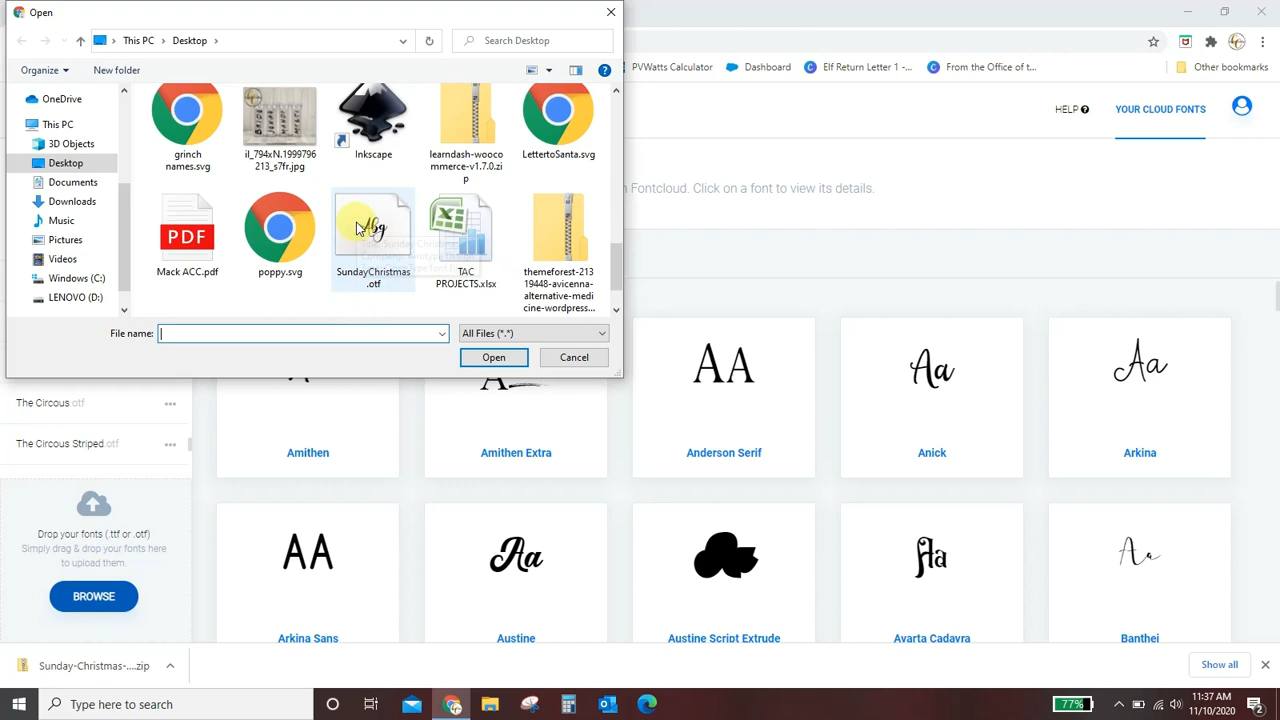 Open
This PC
Desktop
Search Desktop
Organize
New folder
PVWatts Calculator
Dashboard
Elf Return Letter 1 -...
From the Office of t...
Other bookmarks
HELP
YOUR CLOUD FONTS
OneDrive
This PC
3D Objects
Desktop
Documents
Downloads
Music
Pictures
Videos
Windows (C:)
LENOVO (D:)
grinch
names.svg
il_794xN.1999796
213_s7fr.jpg
Inkscape
learndash-wooco
mmerce-v1.7.0.zi
p
LettertoSanta.svg
PDF
Mack ACC.pdf
poppy.svg
Abg
SundayChristmas
.otf
TAC
PROJECTS.xlsx
themeforest-213
19448-avicenna-
alternative-medi
cine-wordpress...
n Fontcloud. Click on a font to view its details.
File name:
All Files (*.*)
Open
Cancel
The Circous.otf
The Circous Striped.otf
Drop your fonts (.ttf or .otf)
Simply drag & drop your fonts here
to upload them.
BROWSE
AA
Aa
Aa
Amithen
Amithen Extra
Anderson Serif
Anick
Arkina
AA
Aa
Aa
Aa
Arkina Sans
Austine
Austine Script Extrude
Avarta Cadavra
Banthei
Sunday-Christmas-....zip
Show all
Type here to search
77%
11:37 AM
11/10/2020
2